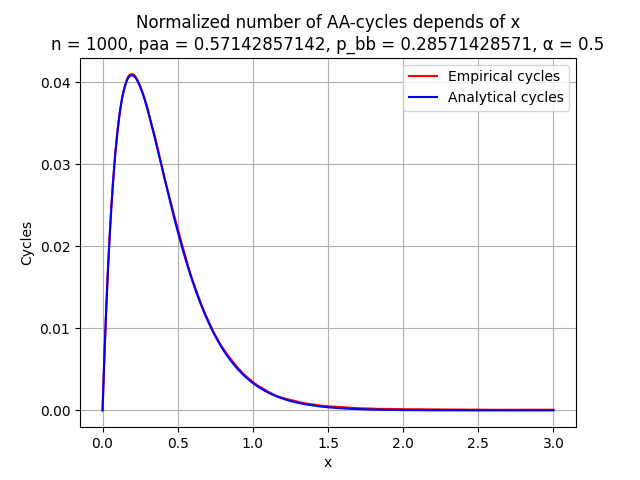 Normalized number of AA-cycles depends of x
n = 1000, paa = 0.57142857142, p_bb = 0.28571428571, α = 0.5
Empirical cycles
Analytical cycles
Cycles
0.04
0.03
0.02
0.01
0.00
0.0 0.5 1.0 1.5 2.0 2.5 3.0
x